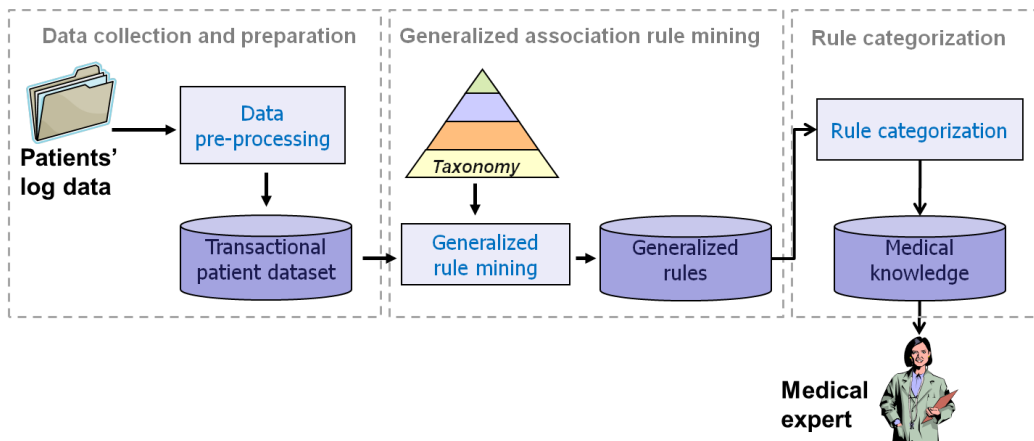 Data collection and preparation
Patients'
log data
Data
pre-processing
Transactional
patient dataset
Generalized association rule mining
Taxonomy
Generalized
rule mining
Generalized
rules
Rule categorization
Rule categorization
Medical
knowledge
Medical
expert